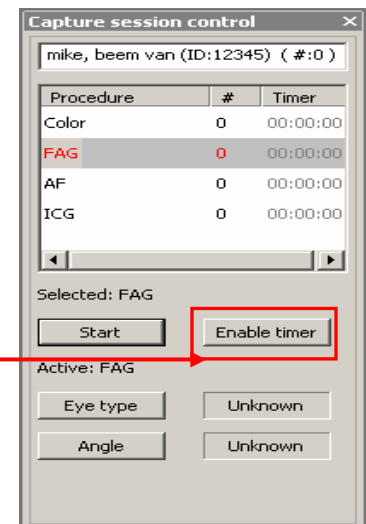 Capture session control
mike, beem van (ID:12345) ( #:0 )
Procedure # Timer
Color 0 00:00:00
FAG 0 00:00:00
AF 0 00:00:00
ICG 0 00:00:00
Selected: FAG
Start Enable timer
Active: FAG
Eye type Unknown
Angle Unknown